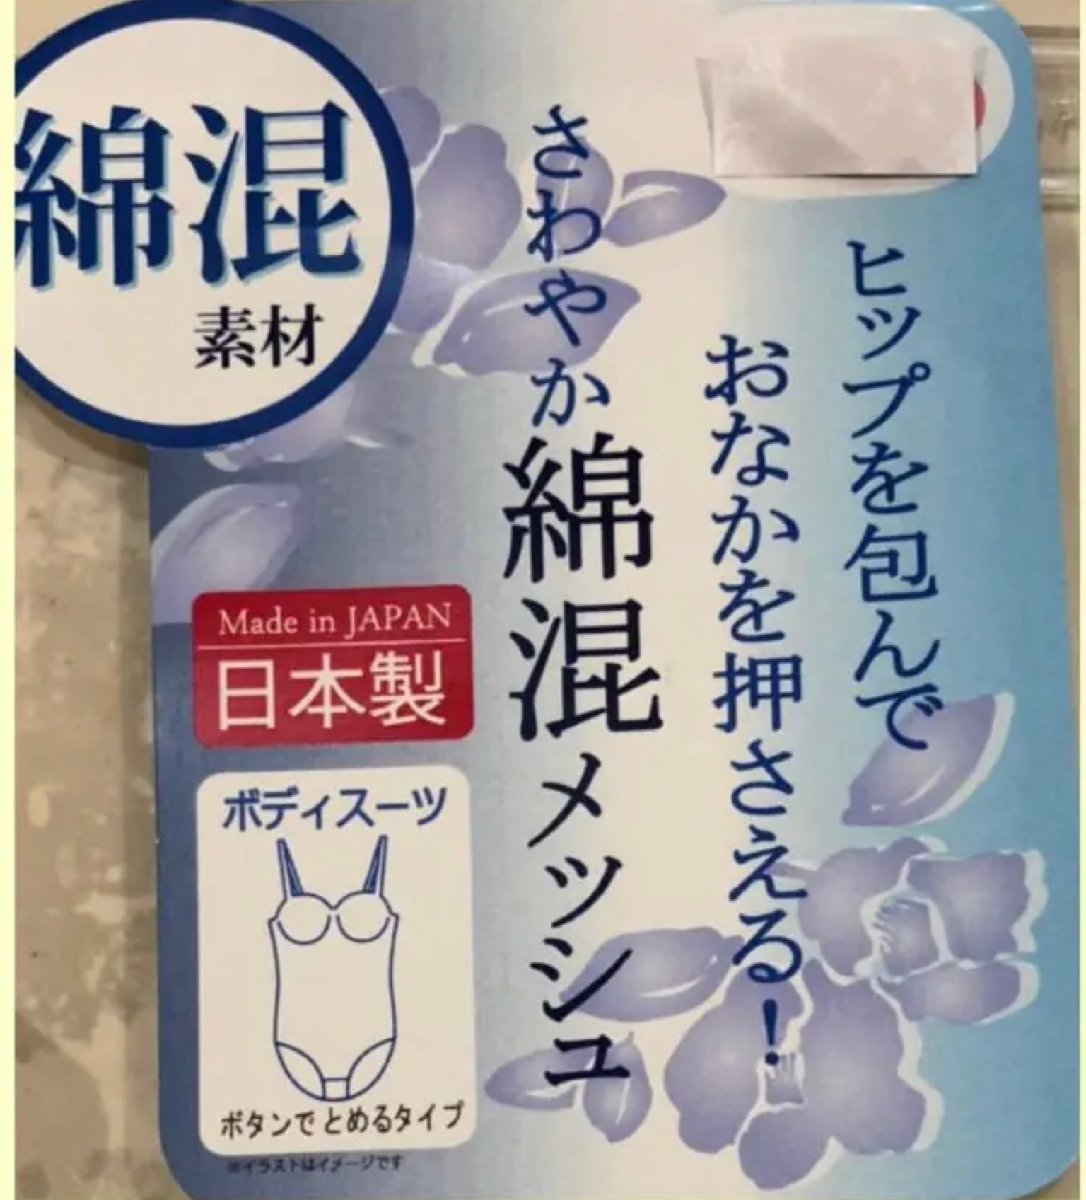 綿混
素材
ヒップを包んで
おなかを押さえる!
さわやか綿混メッシュ
Made in JAPAN
日本製
ボディスーツ
ボタンでとめるタイプ
※イラストはイメージです